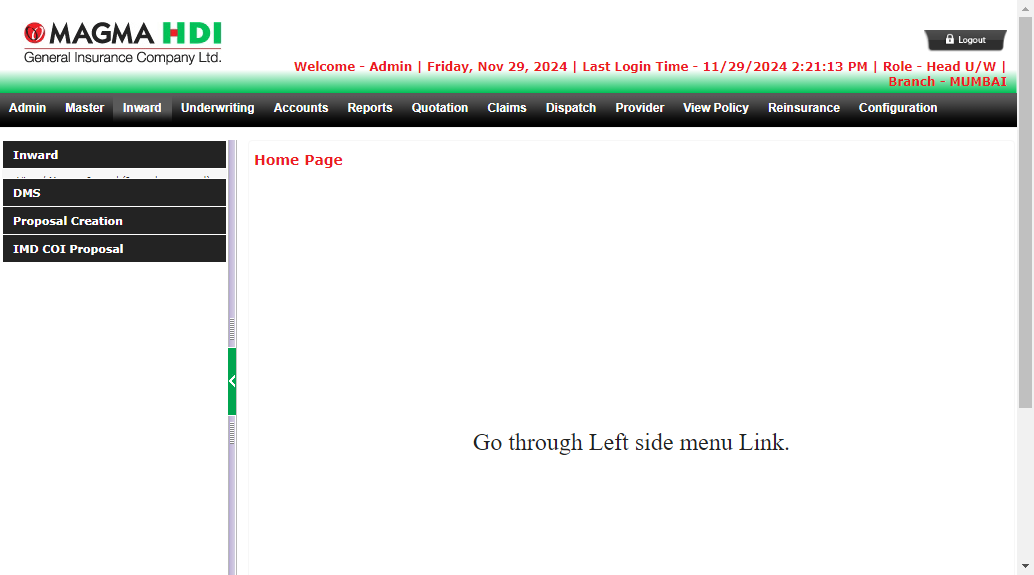 MAGMA HDI
General Insurance Company Ltd.
Logout
Welcome - Admin | Friday, Nov 29, 2024 | Last Login Time - 11/29/2024 2:21:13 PM | Role - Head U/W |
Branch - MUMBAI
Admin Master Inward Underwriting Accounts Reports Quotation Claims Dispatch Provider View Policy Reinsurance Configuration
Inward
DMS
Proposal Creation
IMD COI Proposal
Home Page
Go through Left side menu Link.